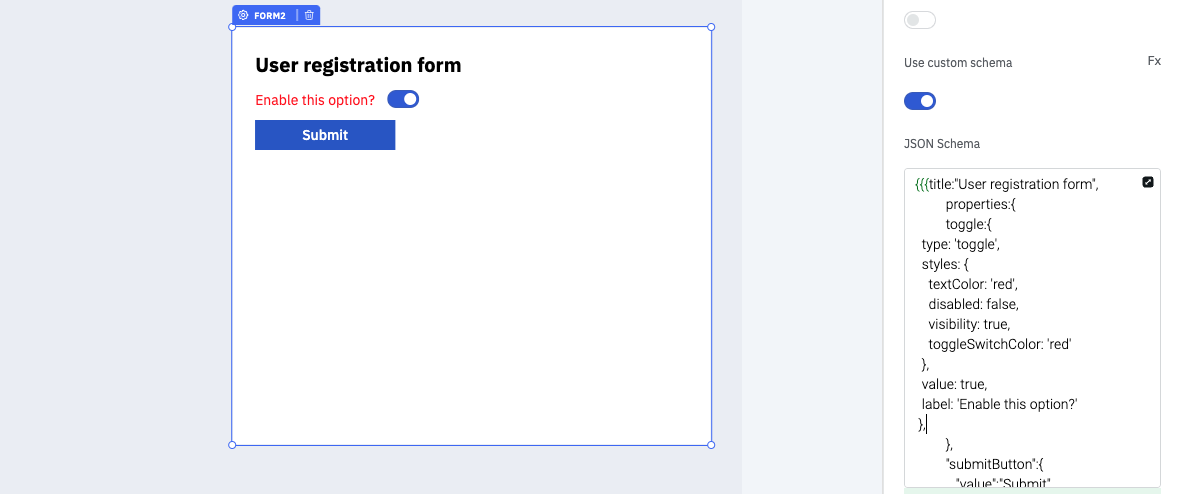 FORM2
User registration form
Enable this option?
Submit
Use custom schema
Fx
JSON Schema
{{{title:"User registration form",
properties:{
toggle:{
type: 'toggle',
styles: {
textColor: 'red',
disabled: false,
visibility: true,
toggleSwitchColor: 'red'
},
value: true,
label: 'Enable this option?'
},
},
"submitButton":{
"value":"Submit"